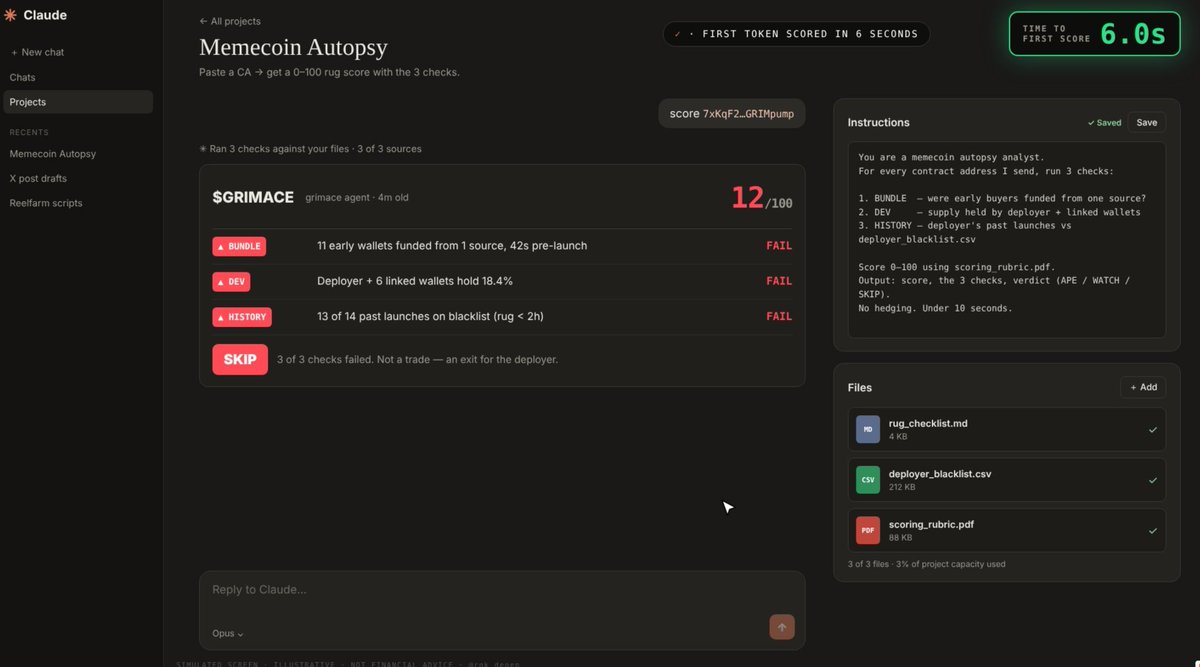 Claude
+ New chat
Chats
Projects
RECENTS
Memecoin Autopsy
X post drafts
Reelfarm scripts
← All projects
Memecoin Autopsy
Paste a CA → get a 0–100 rug score with the 3 checks.
✓ · FIRST TOKEN SCORED IN 6 SECONDS
TIME TO
FIRST SCORE
6.0s
score 7xKqF2…GRIMpump
Ran 3 checks against your files · 3 of 3 sources
$GRIMACE grimace agent · 4m old 12/100
▲ BUNDLE 11 early wallets funded from 1 source, 42s pre-launch FAIL
▲ DEV Deployer + 6 linked wallets hold 18.4% FAIL
▲ HISTORY 13 of 14 past launches on blacklist (rug < 2h) FAIL
SKIP 3 of 3 checks failed. Not a trade — an exit for the deployer.
Reply to Claude...
Opus
Instructions ✓ Saved Save
You are a memecoin autopsy analyst.
For every contract address I send, run 3 checks:
1. BUNDLE — were early buyers funded from one source?
2. DEV — supply held by deployer + linked wallets
3. HISTORY — deployer's past launches vs
deployer_blacklist.csv
Score 0–100 using scoring_rubric.pdf.
Output: score, the 3 checks, verdict (APE / WATCH /
SKIP).
No hedging. Under 10 seconds.
Files + Add
MD rug_checklist.md
4 KB
CSV deployer_blacklist.csv
212 KB
PDF scoring_rubric.pdf
88 KB
3 of 3 files · 3% of project capacity used
SIMULATED SCREEN · ILLUSTRATIVE · NOT FINANCIAL ADVICE ·